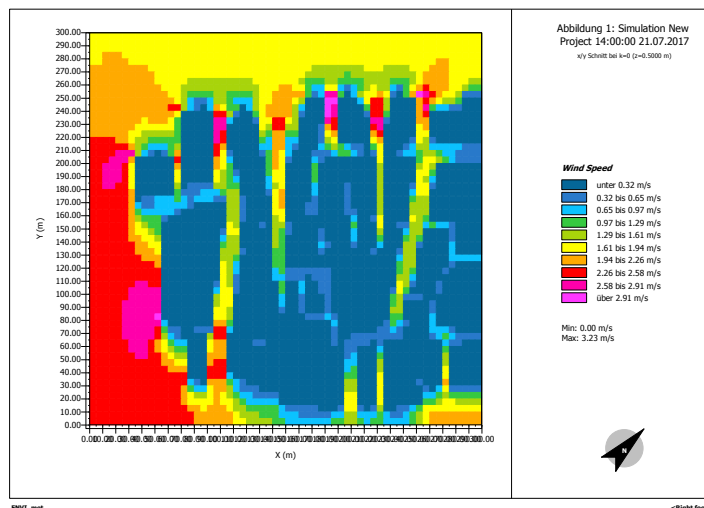 Abbildung 1: Simulation New
Project 14:00:00 21.07.2017
x/y Schnitt bei k=0 (z=0.5000 m)
300.00
290.00
280.00
270.00
260.00
250.00
240.00
230.00
220.00
210.00
200.00
190.00
180.00
170.00
160.00
150.00
140.00
130.00
120.00
110.00
100.00
90.00
80.00
70.00
60.00
50.00
40.00
30.00
20.00
10.00
0.00
Y (m)
X (m)
Wind Speed
unter 0.32 m/s
0.32 bis 0.65 m/s
0.65 bis 0.97 m/s
0.97 bis 1.29 m/s
1.29 bis 1.61 m/s
1.61 bis 1.94 m/s
1.94 bis 2.26 m/s
2.26 bis 2.58 m/s
2.58 bis 2.91 m/s
über 2.91 m/s
Min: 0.00 m/s
Max: 3.23 m/s
N